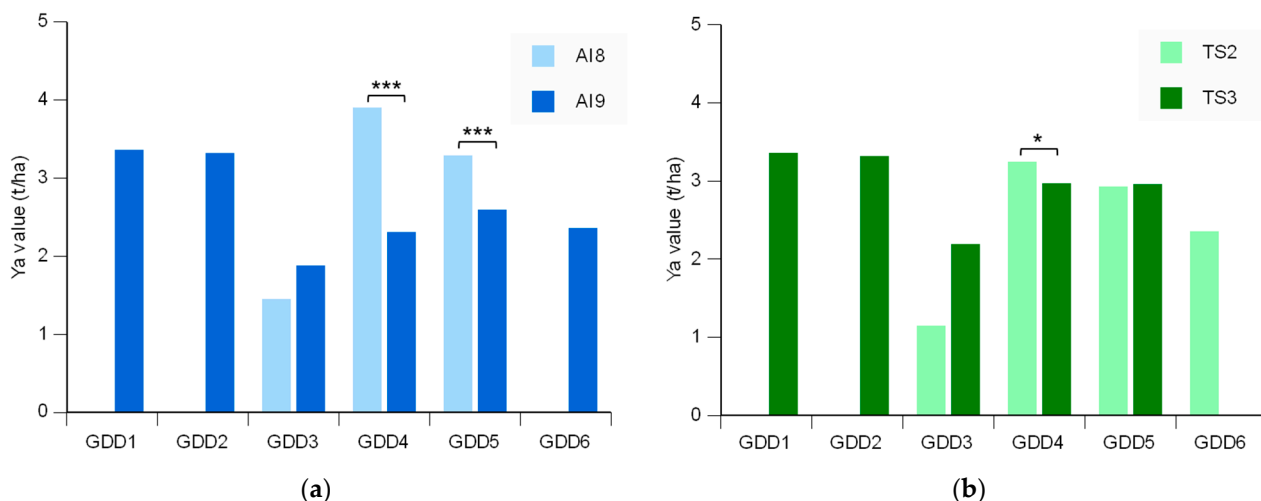 Ya value (t/ha)
5
4
3
2
1
0
AI8
AI9
***
***
GDD1 GDD2 GDD3 GDD4 GDD5 GDD6
(a)
Ya value (t/ha)
5
4
3
2
1
0
TS2
TS3
*
GDD1 GDD2 GDD3 GDD4 GDD5 GDD6
(b)